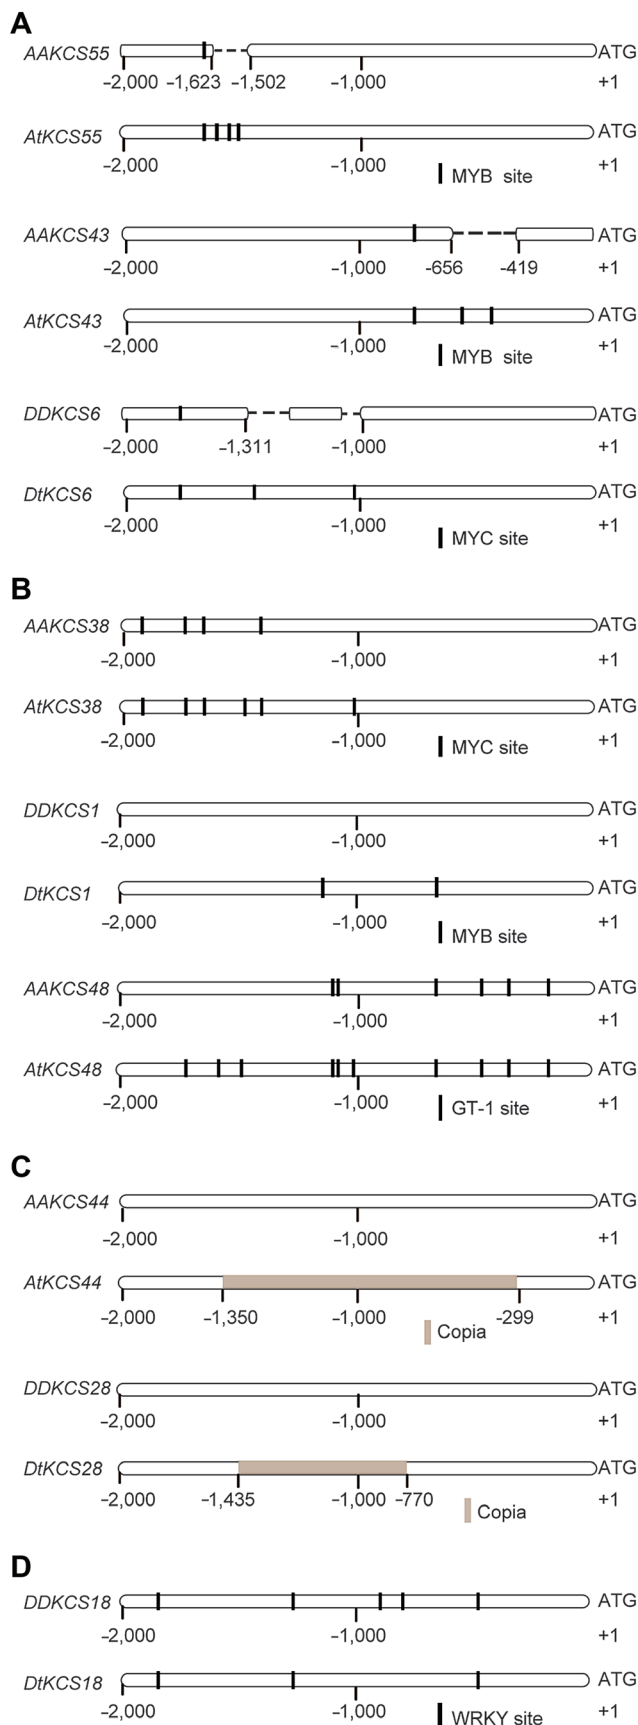 A
AAKCS55 ATG
–2,000 –1,623 –1,502 –1,000 +1
AtKCS55 ATG
–2,000 –1,000 +1
MYB site
AAKCS43 ATG
–2,000 –1,000 -656 -419 +1
AtKCS43 ATG
–2,000 –1,000 +1
MYB site
DDKCS6 ATG
–2,000 -1,311 –1,000 +1
DtKCS6 ATG
–2,000 –1,000 +1
MYC site
B
AAKCS38 ATG
–2,000 –1,000 +1
AtKCS38 ATG
–2,000 –1,000 +1
MYC site
DDKCS1 ATG
–2,000 –1,000 +1
DtKCS1 ATG
–2,000 –1,000 +1
MYB site
AAKCS48 ATG
–2,000 –1,000 +1
AtKCS48 ATG
–2,000 –1,000 +1
GT-1 site
C
AAKCS44 ATG
–2,000 –1,000 +1
AtKCS44 ATG
–2,000 -1,350 –1,000 -299 +1
Copia
DDKCS28 ATG
–2,000 –1,000 +1
DtKCS28 ATG
–2,000 -1,435 –1,000 –770 +1
Copia
D
DDKCS18 ATG
–2,000 –1,000 +1
DtKCS18 ATG
–2,000 –1,000 +1
WRKY site